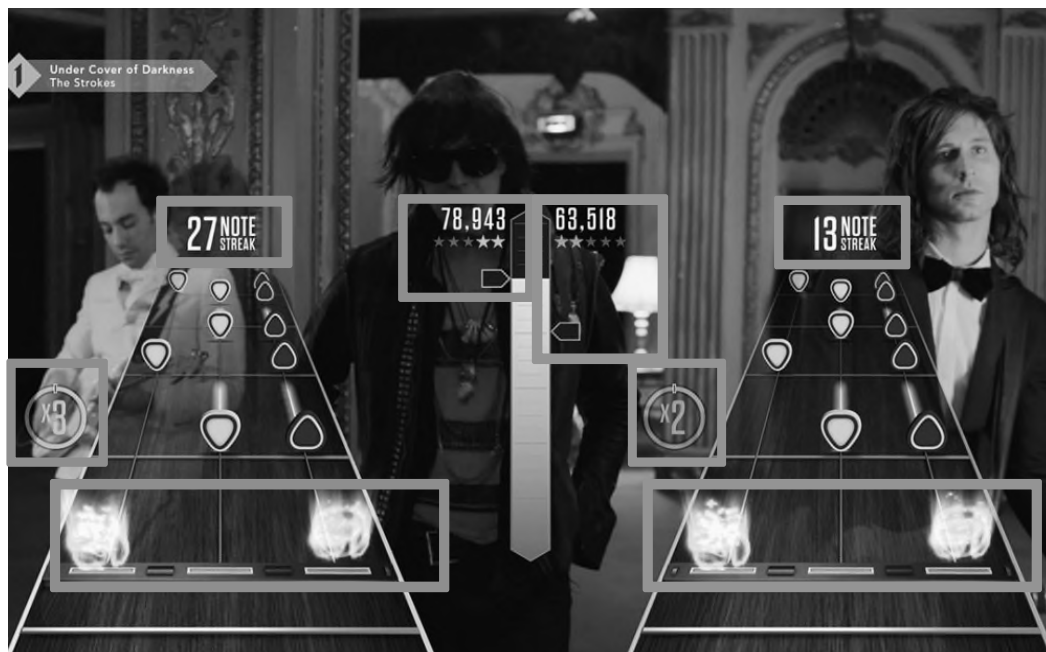 1
Under Cover of Darkness
The Strokes
27 NOTE
STREAK
78,943
63,518
13 NOTE
STREAK
x3
x2